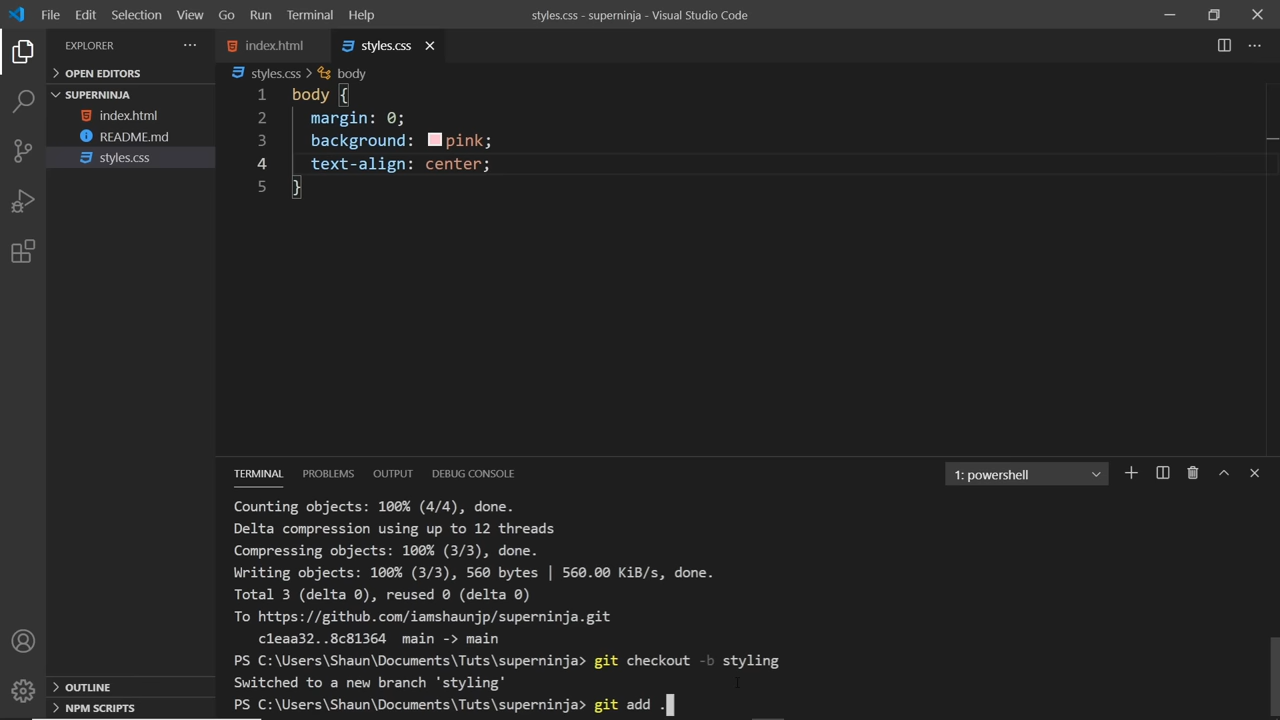 File Edit Selection View Go Run Terminal Help styles.css - superninja - Visual Studio Code
EXPLORER
index.html styles.css
OPEN EDITORS
styles.css > body
SUPERNINJA
index.html
README.md
styles.css
1 body {
2 margin: 0;
3 background: pink;
4 text-align: center;
5 }
TERMINAL PROBLEMS OUTPUT DEBUG CONSOLE 1: powershell
Counting objects: 100% (4/4), done.
Delta compression using up to 12 threads
Compressing objects: 100% (3/3), done.
Writing objects: 100% (3/3), 560 bytes | 560.00 KiB/s, done.
Total 3 (delta 0), reused 0 (delta 0)
To https://github.com/iamshaunjp/superninja.git
c1eaa32..8c81364 main -> main
PS C:\Users\Shaun\Documents\Tuts\superninja> git checkout -b styling
Switched to a new branch 'styling'
PS C:\Users\Shaun\Documents\Tuts\superninja> git add .
OUTLINE
NPM SCRIPTS